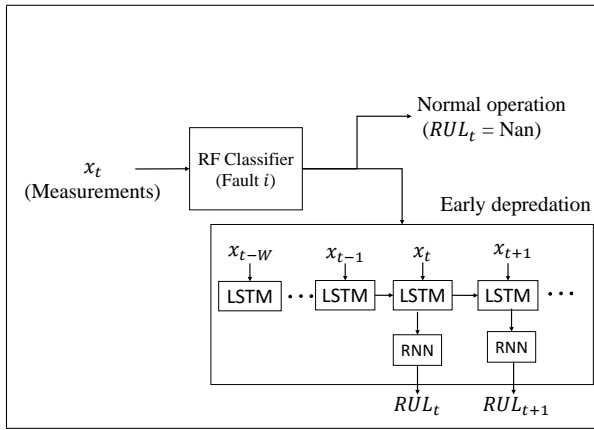 Normal operation
(RUL_t = Nan)
RF Classifier
(Fault i)
x_t
(Measurements)
Early depredation
x_{t-W} x_{t-1} x_t x_{t+1}
LSTM ··· LSTM LSTM LSTM ···
RNN RNN
RUL_t RUL_{t+1}